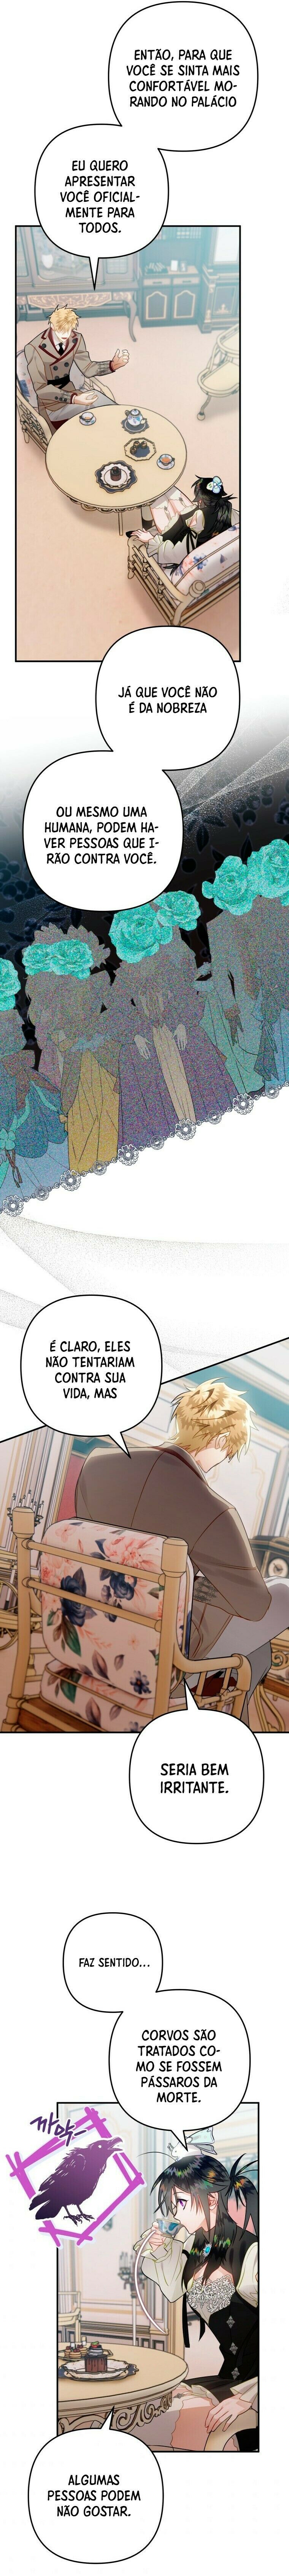 ENTÃO, PARA QUE
VOCÊ SE SINTA MAIS
CONFORTÁVEL MO-
RANDO NO PALÁCIO
EU QUERO
APRESENTAR
VOCÊ OFICIAL-
MENTE PARA
TODOS.
JÁ QUE VOCÊ NÃO
É DA NOBREZA
OU MESMO UMA
HUMANA, PODEM HA-
VER PESSOAS QUE I-
RÃO CONTRA VOCÊ.
É CLARO, ELES
NÃO TENTARIAM
CONTRA SUA
VIDA, MAS
SERIA BEM
IRRITANTE.
FAZ SENTIDO...
CORVOS SÃO
TRATADOS CO-
MO SE FOSSEM
PÁSSAROS DA
MORTE.
까악-
ALGUMAS
PESSOAS PODEM
NÃO GOSTAR.